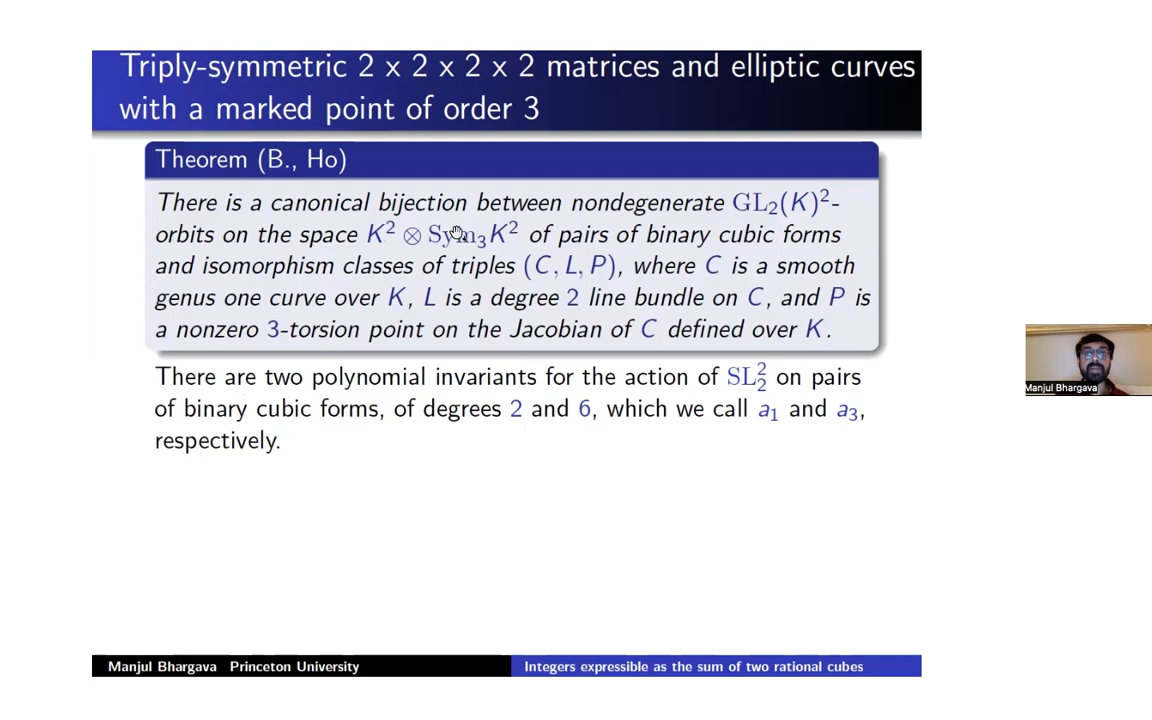 Triply-symmetric 2 x 2 x 2 x 2 matrices and elliptic curves
with a marked point of order 3
Theorem (B., Ho)
There is a canonical bijection between nondegenerate GL₂(K)²-
orbits on the space K² ⊗ Sym₃K² of pairs of binary cubic forms
and isomorphism classes of triples (C, L, P), where C is a smooth
genus one curve over K, L is a degree 2 line bundle on C, and P is
a nonzero 3-torsion point on the Jacobian of C defined over K.
There are two polynomial invariants for the action of SL₂² on pairs
of binary cubic forms, of degrees 2 and 6, which we call a₁ and a₃,
respectively.
Manjul Bhargava
Manjul Bhargava Princeton University
Integers expressible as the sum of two rational cubes